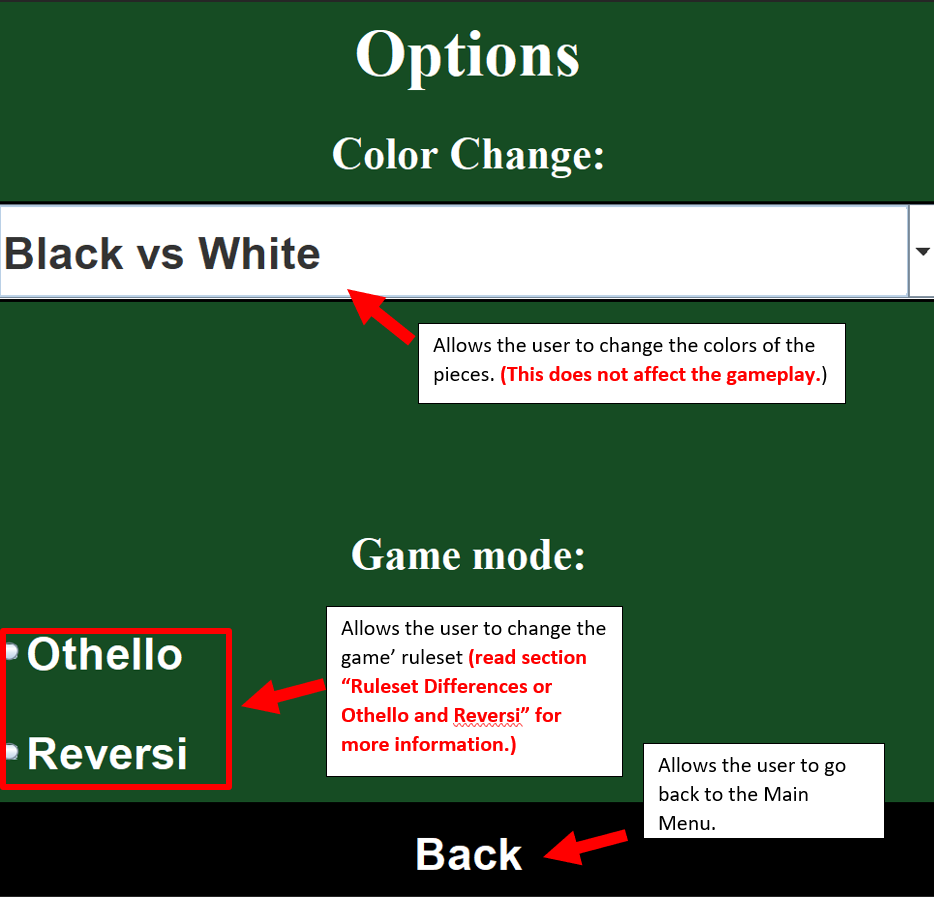 Options
Color Change:
Black vs White
Allows the user to change the colors of the
pieces. (This does not affect the gameplay.)
Game mode:
Othello
Reversi
Allows the user to change the
game’ ruleset (read section
“Ruleset Differences or
Othello and Reversi” for
more information.)
Allows the user to go
back to the Main
Menu.
Back